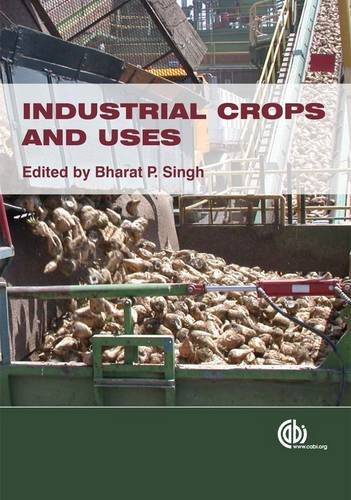 INDUSTRIAL CROPS
AND USES
Edited by Bharat P. Singh
cabi
www.cabi.org